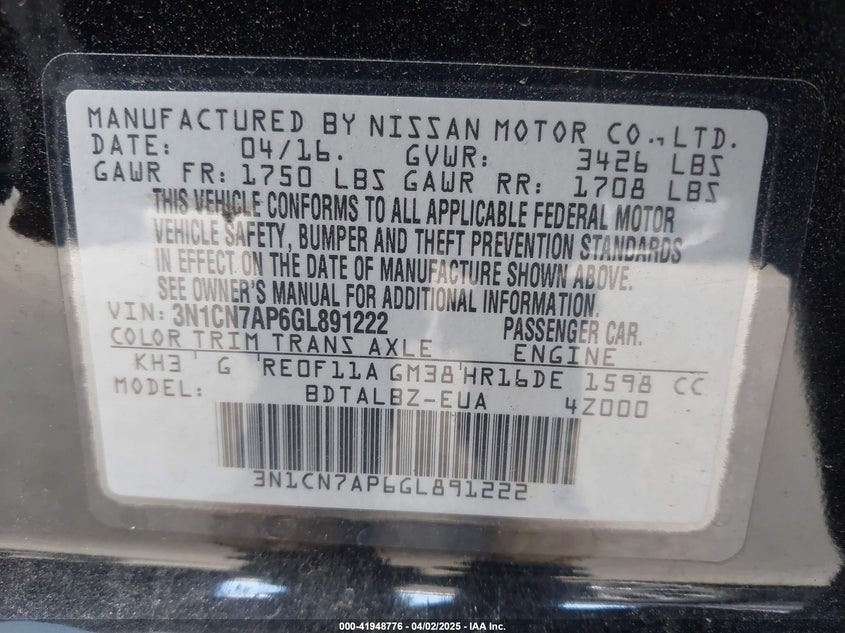 MANUFACTURED BY NISSAN MOTOR CO.,LTD.
DATE: 04/16. GVWR: 3426 LBS
GAWR FR: 1750 LBS GAWR RR: 1708 LBS
THIS VEHICLE CONFORMS TO ALL APPLICABLE FEDERAL MOTOR
VEHICLE SAFETY, BUMPER AND THEFT PREVENTION STANDARDS
IN EFFECT ON THE DATE OF MANUFACTURE SHOWN ABOVE.
SEE OWNER'S MANUAL FOR ADDITIONAL INFORMATION.
VIN: 3N1CN7AP6GL891222 PASSENGER CAR.
COLOR TRIM TRANS AXLE ENGINE
KH3 G RE0F11A GM38 HR16DE 1598 CC
MODEL: BDTALBZ-EUA 4Z000
3N1CN7AP6GL891222
000-41948776 - 04/02/2025 - IAA Inc.